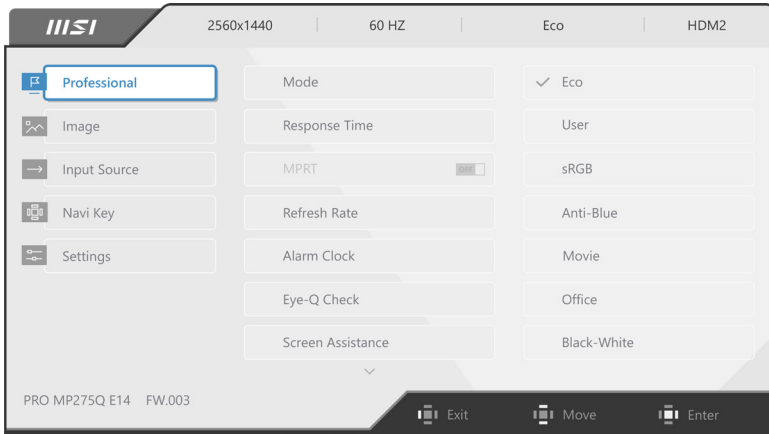 msi
2560x1440 60 HZ Eco HDM2
Professional Mode Eco
Image Response Time User
Input Source MPRT OFF sRGB
Navi Key Refresh Rate Anti-Blue
Settings Alarm Clock Movie
Eye-Q Check Office
Screen Assistance Black-White
PRO MP275Q E14 FW.003
Exit Move Enter